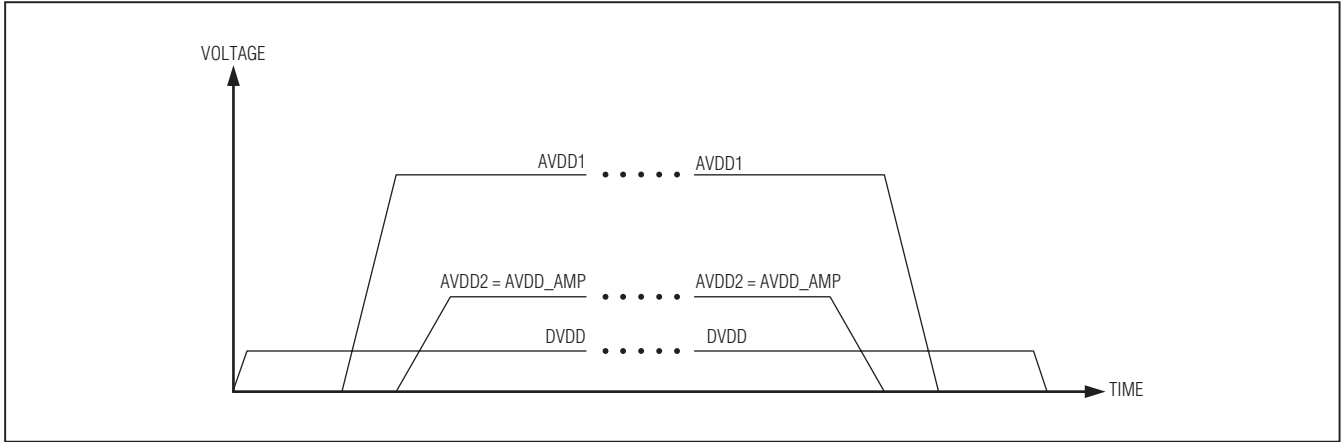 VOLTAGE
AVDD1 AVDD1
AVDD2 = AVDD_AMP AVDD2 = AVDD_AMP
DVDD DVDD
TIME